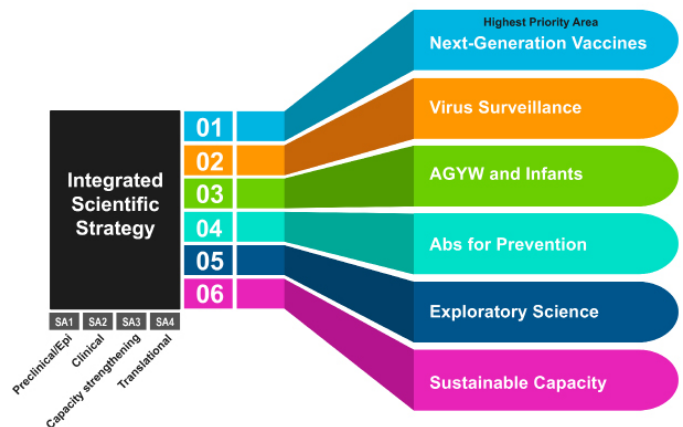 Highest Priority Area
Next-Generation Vaccines
01
Virus Surveillance
02
Integrated
Scientific
Strategy
03
AGYW and Infants
04
Abs for Prevention
05
Exploratory Science
06
Sustainable Capacity
SA1
SA2
SA3
SA4
Preclinical/Epi
Clinical
Capacity strengthening
Translational